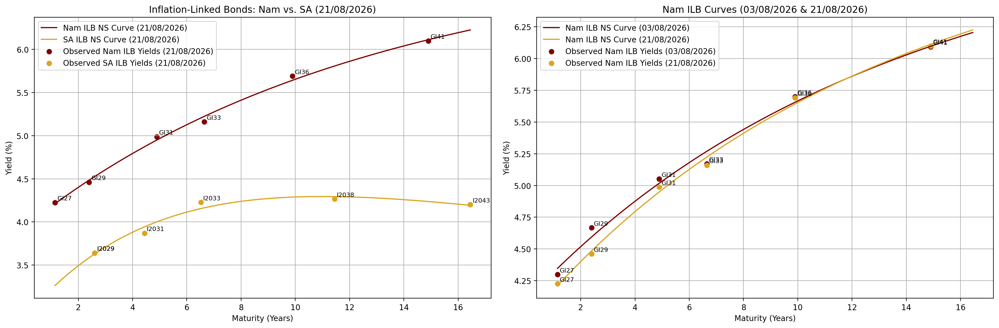 Inflation-Linked Bonds: Nam vs. SA (21/08/2026)
Nam ILB NS Curve (21/08/2026)
SA ILB NS Curve (21/08/2026)
Observed Nam ILB Yields (21/08/2026)
Observed SA ILB Yields (21/08/2026)
Yield (%)
6.0
5.5
5.0
4.5
4.0
3.5
GI27
GI29
GI31
GI33
GI36
GI41
I2029
I2031
I2033
I2038
I2043
2
4
6
8
10
12
14
16
Maturity (Years)
Nam ILB Curves (03/08/2026 & 21/08/2026)
Nam ILB NS Curve (03/08/2026)
Nam ILB NS Curve (21/08/2026)
Observed Nam ILB Yields (03/08/2026)
Observed Nam ILB Yields (21/08/2026)
Yield (%)
6.25
6.00
5.75
5.50
5.25
5.00
4.75
4.50
4.25
GI27
GI27
GI29
GI29
GI31
GI31
GI33
GI33
GI36
GI36
GI41
GI41
2
4
6
8
10
12
14
16
Maturity (Years)